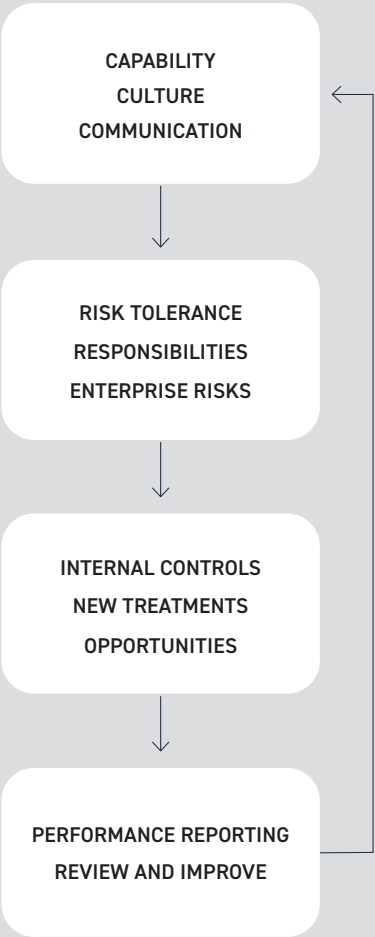 CAPABILITY
CULTURE
COMMUNICATION
RISK TOLERANCE
RESPONSIBILITIES
ENTERPRISE RISKS
INTERNAL CONTROLS
NEW TREATMENTS
OPPORTUNITIES
PERFORMANCE REPORTING
REVIEW AND IMPROVE